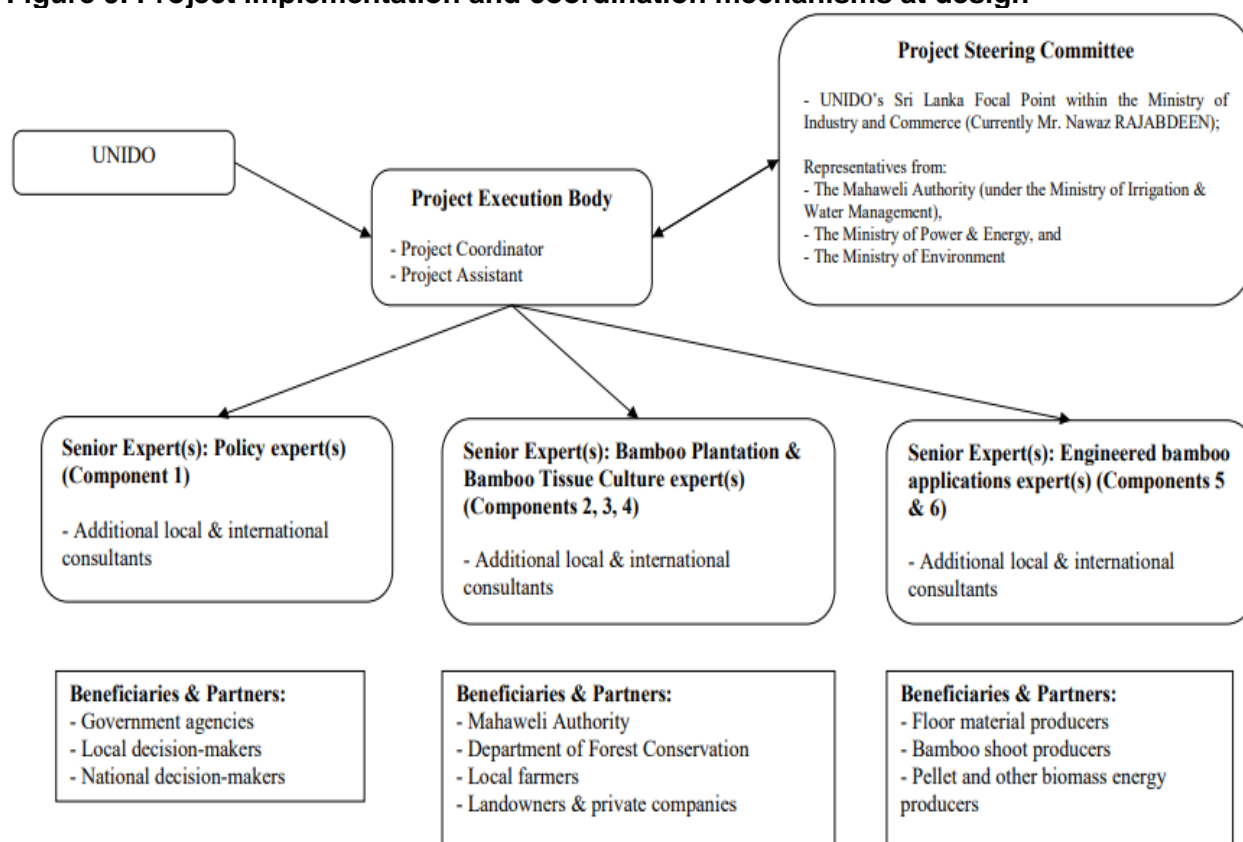 Project Steering Committee
- UNIDO's Sri Lanka Focal Point within the Ministry of
Industry and Commerce (Currently Mr. Nawaz RAJABDEEN);
Representatives from:
- The Mahaweli Authority (under the Ministry of Irrigation &
Water Management),
- The Ministry of Power & Energy, and
- The Ministry of Environment
UNIDO
Project Execution Body
- Project Coordinator
- Project Assistant
Senior Expert(s): Policy expert(s)
(Component 1)
- Additional local & international
consultants
Senior Expert(s): Bamboo Plantation &
Bamboo Tissue Culture expert(s)
(Components 2, 3, 4)
- Additional local & international
consultants
Senior Expert(s): Engineered bamboo
applications expert(s) (Components 5
& 6)
- Additional local & international
consultants
Beneficiaries & Partners:
- Government agencies
- Local decision-makers
- National decision-makers
Beneficiaries & Partners:
- Mahaweli Authority
- Department of Forest Conservation
- Local farmers
- Landowners & private companies
Beneficiaries & Partners:
- Floor material producers
- Bamboo shoot producers
- Pellet and other biomass energy
producers